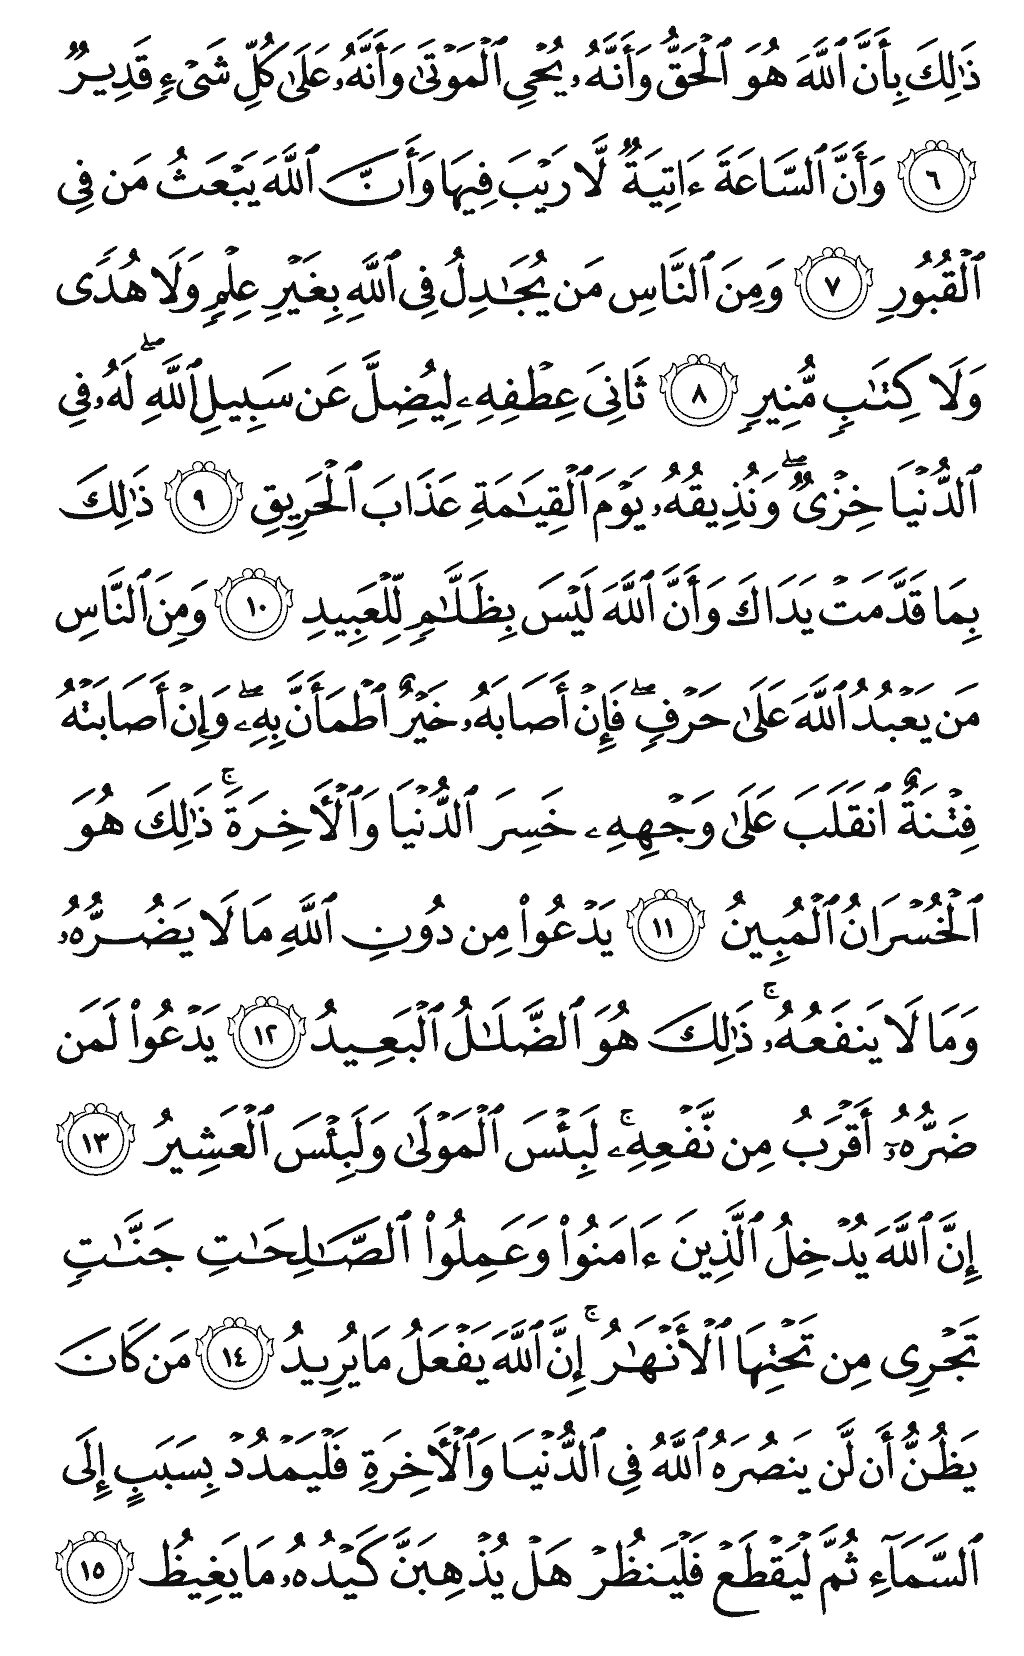 ذَٰلِكَ بِأَنَّ ٱللَّهَ هُوَ ٱلْحَقُّ وَأَنَّهُۥ يُحْىِ ٱلْمَوْتَىٰ وَأَنَّهُۥ عَلَىٰ كُلِّ شَىْءٍ قَدِيرٌ
٦ وَأَنَّ ٱلسَّاعَةَ ءَاتِيَةٌ لَّا رَيْبَ فِيهَا وَأَنَّ ٱللَّهَ يَبْعَثُ مَن فِى
ٱلْقُبُورِ ٧ وَمِنَ ٱلنَّاسِ مَن يُجَٰدِلُ فِى ٱللَّهِ بِغَيْرِ عِلْمٍ وَلَا هُدًى
وَلَا كِتَٰبٍ مُّنِيرٍ ٨ ثَانِىَ عِطْفِهِۦ لِيُضِلَّ عَن سَبِيلِ ٱللَّهِ ۖ لَهُۥ فِى
ٱلدُّنْيَا خِزْىٌ ۖ وَنُذِيقُهُۥ يَوْمَ ٱلْقِيَٰمَةِ عَذَابَ ٱلْحَرِيقِ ٩ ذَٰلِكَ
بِمَا قَدَّمَتْ يَدَاكَ وَأَنَّ ٱللَّهَ لَيْسَ بِظَلَّٰمٍ لِّلْعَبِيدِ ١٠ وَمِنَ ٱلنَّاسِ
مَن يَعْبُدُ ٱللَّهَ عَلَىٰ حَرْفٍ ۖ فَإِنْ أَصَابَهُۥ خَيْرٌ ٱطْمَأَنَّ بِهِۦ ۖ وَإِنْ أَصَابَتْهُ
فِتْنَةٌ ٱنقَلَبَ عَلَىٰ وَجْهِهِۦ خَسِرَ ٱلدُّنْيَا وَٱلْأَخِرَةَ ۚ ذَٰلِكَ هُوَ
ٱلْخُسْرَانُ ٱلْمُبِينُ ١١ يَدْعُوا۟ مِن دُونِ ٱللَّهِ مَا لَا يَضُرُّهُۥ
وَمَا لَا يَنفَعُهُۥ ۚ ذَٰلِكَ هُوَ ٱلضَّلَٰلُ ٱلْبَعِيدُ ١٢ يَدْعُوا۟ لَمَن
ضَرُّهُۥٓ أَقْرَبُ مِن نَّفْعِهِۦ ۚ لَبِئْسَ ٱلْمَوْلَىٰ وَلَبِئْسَ ٱلْعَشِيرُ ١٣
إِنَّ ٱللَّهَ يُدْخِلُ ٱلَّذِينَ ءَامَنُوا۟ وَعَمِلُوا۟ ٱلصَّٰلِحَٰتِ جَنَّٰتٍ
تَجْرِى مِن تَحْتِهَا ٱلْأَنْهَٰرُ ۚ إِنَّ ٱللَّهَ يَفْعَلُ مَا يُرِيدُ ١٤ مَن كَانَ
يَظُنُّ أَن لَّن يَنصُرَهُ ٱللَّهُ فِى ٱلدُّنْيَا وَٱلْأَخِرَةِ فَلْيَمْدُدْ بِسَبَبٍ إِلَى
ٱلسَّمَآءِ ثُمَّ لْيَقْطَعْ فَلْيَنظُرْ هَلْ يُذْهِبَنَّ كَيْدُهُۥ مَا يَغِيظُ ١٥